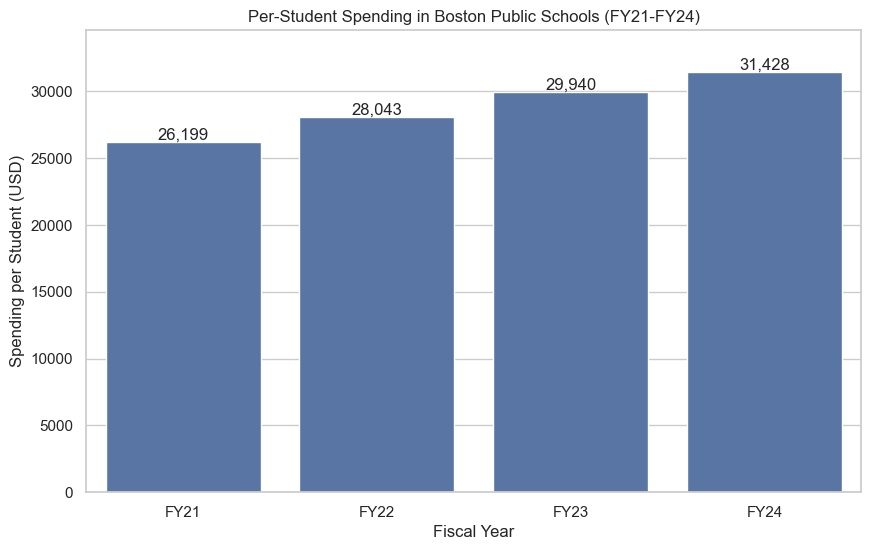 Per-Student Spending in Boston Public Schools (FY21-FY24)
31,428
29,940
28,043
26,199
30000
25000
20000
15000
10000
5000
0
Spending per Student (USD)
FY21 FY22 FY23 FY24
Fiscal Year